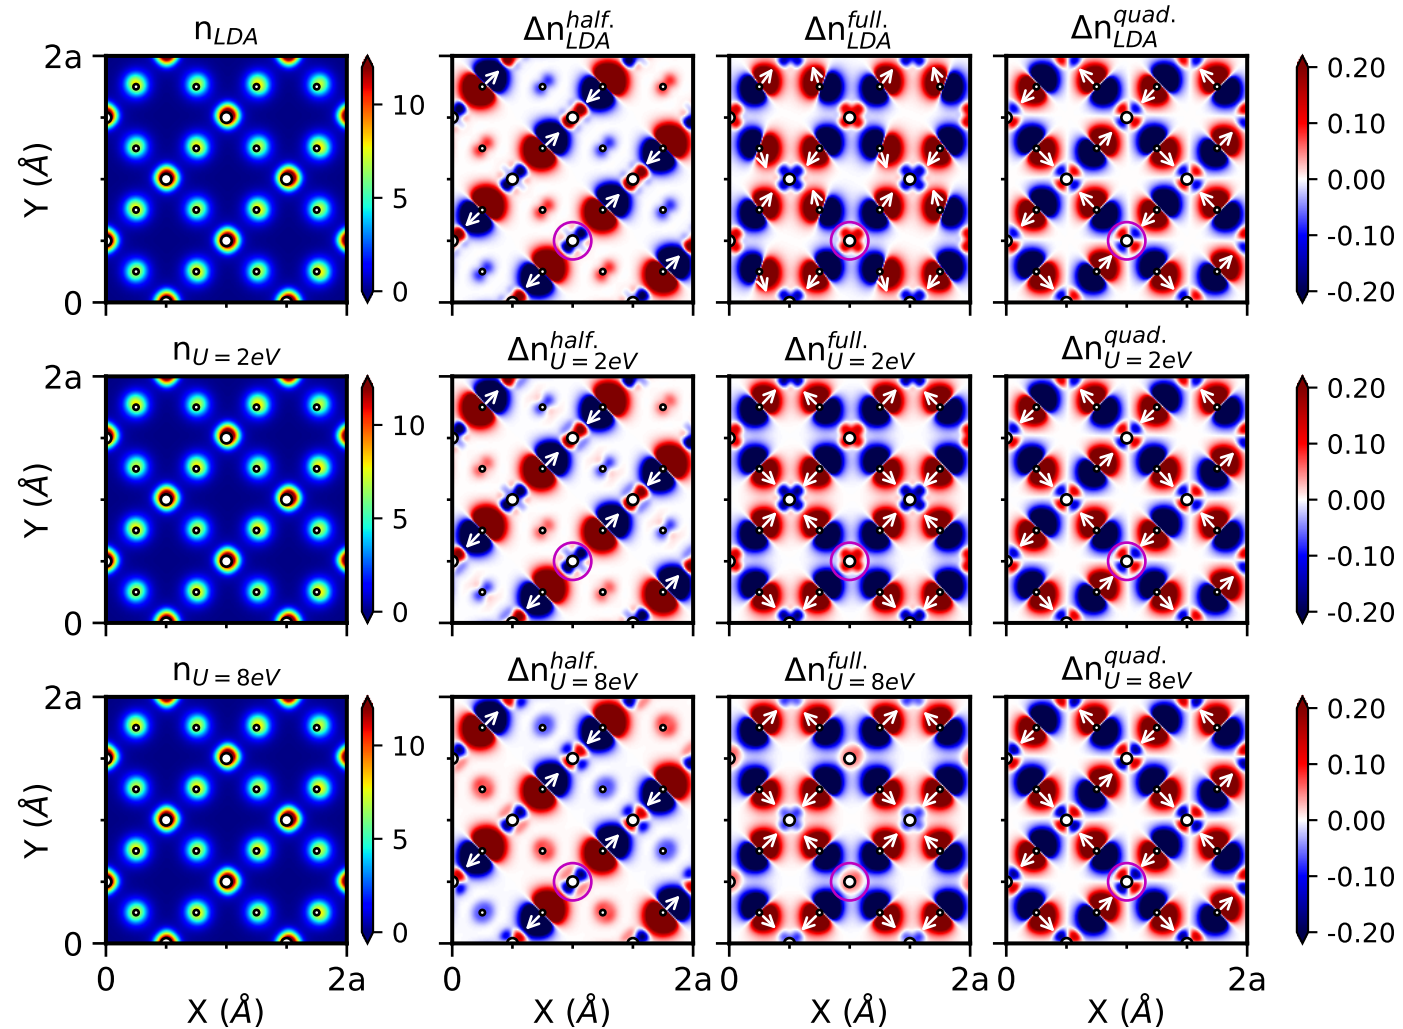 n_LDA Δn^half._LDA Δn^full._LDA Δn^quad._LDA
2a 10 0.20
0.10
Y (Å) 5 0.00
-0.10
0 0 -0.20
n_U=2eV Δn^half._U=2eV Δn^full._U=2eV Δn^quad._U=2eV
2a 10 0.20
0.10
Y (Å) 5 0.00
-0.10
0 0 -0.20
n_U=8eV Δn^half._U=8eV Δn^full._U=8eV Δn^quad._U=8eV
2a 10 0.20
0.10
Y (Å) 5 0.00
-0.10
0 0 -0.20
0 2a 0 2a 0 2a 0 2a
X (Å) X (Å) X (Å) X (Å)